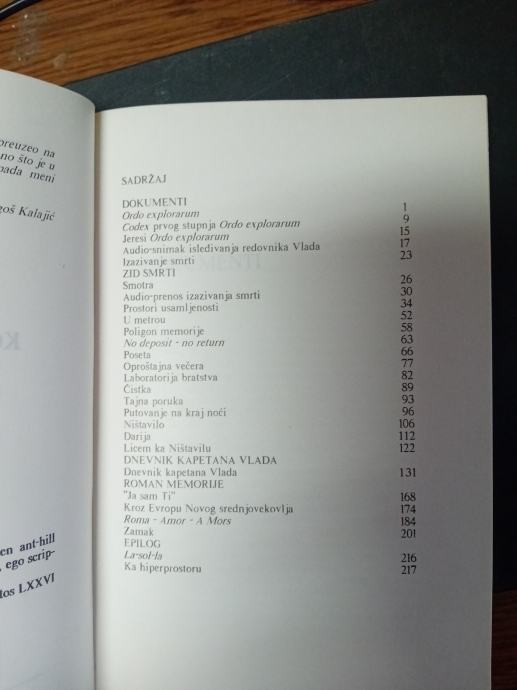 preuzeo na
no što je u
pada meni
goš Kalajić
en ant-hill
, ego scrip-
tos LXXVI
SADRŽAJ
DOKUMENTI
Ordo explorarum 1
Codex prvog stupnja Ordo explorarum 9
Jeresi Ordo explorarum 15
Audio-snimak isleđivanja redovnika Vlada 17
Izazivanje smrti 23
ZID SMRTI
Smotra 26
Audio-prenos izazivanja smrti 30
Prostori usamljenosti 34
U metrou 52
Poligon memorije 58
No deposit - no return 63
Poseta 66
Oproštajna večera 77
Laboratorija bratstva 82
Čistka 89
Tajna poruka 93
Putovanje na kraj noći 96
Ništavilo 106
Darija 112
Licem ka Ništavilu 122
DNEVNIK KAPETANA VLADA
Dnevnik kapetana Vlada 131
ROMAN MEMORIJE
"Ja sam Ti" 168
Kroz Evropu Novog srednjovekovlja 174
Roma - Amor - A Mors 184
Zamak 201
EPILOG
La-sol-la 216
Ka hiperprostoru 217